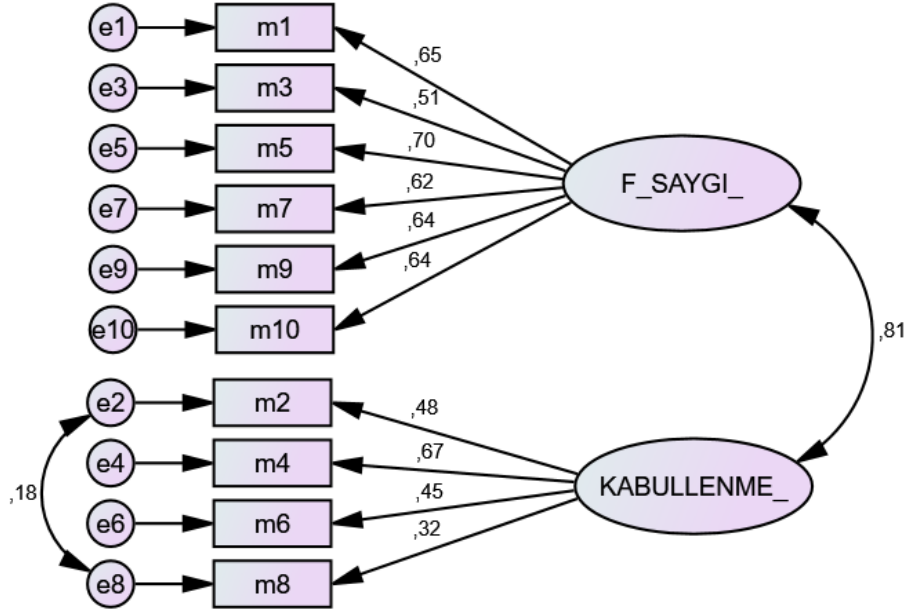 e1 m1
,65
e3 m3
,51
e5 m5
,70
e7 m7
,62
F_SAYGI_
e9 m9
,64
e10 m10
,64
,81
e2 m2
,48
e4 m4
,67
,18
KABULLENME_
e6 m6
,45
e8 m8
,32